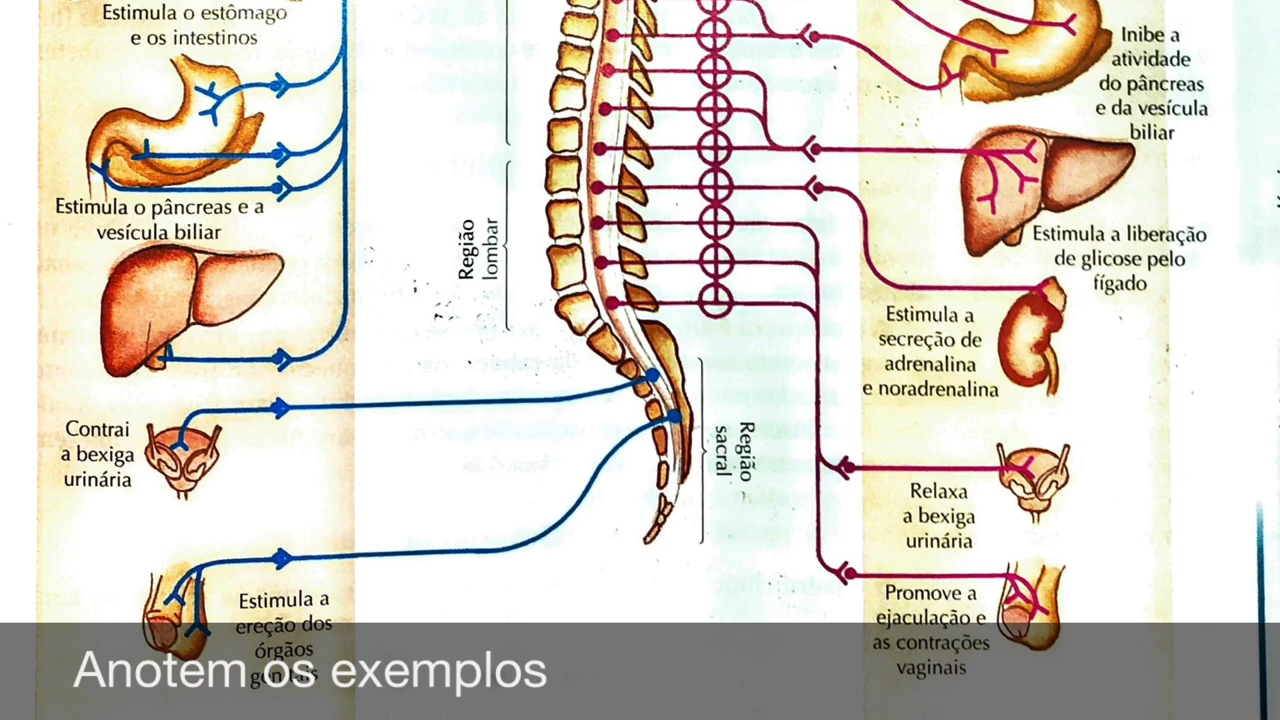 Estimula o estômago
e os intestinos
Estimula o pâncreas e a
vesícula biliar
Contrai
a bexiga
urinária
Estimula a
ereção dos
órgãos
genitais
Região
lombar
Região
sacral
Inibe a
atividade
do pâncreas
e da vesícula
biliar
Estimula a liberação
de glicose pelo
fígado
Estimula a
secreção de
adrenalina
e noradrenalina
Relaxa
a bexiga
urinária
Promove a
ejaculação e
as contrações
vaginais
Anotem os exemplos